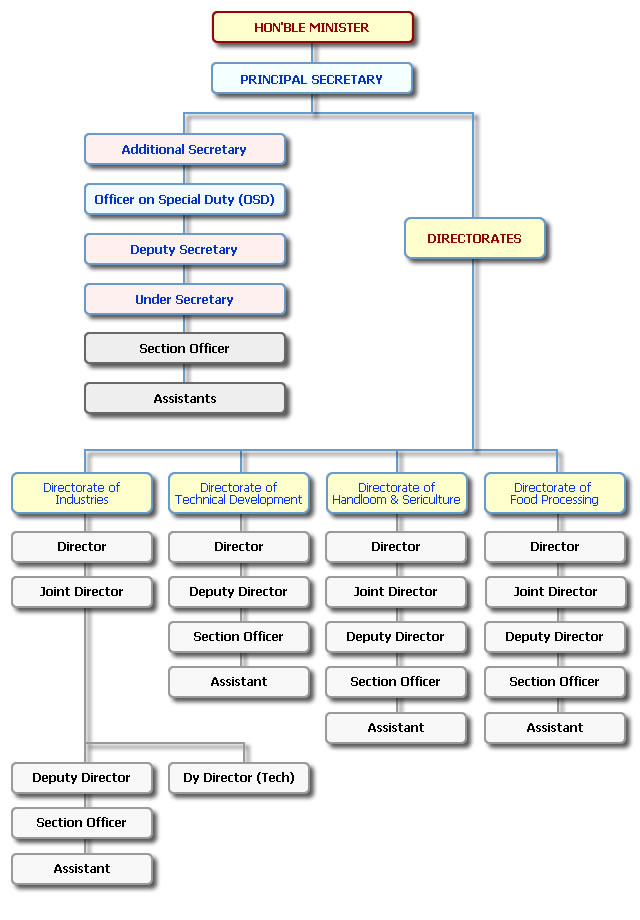 HON'BLE MINISTER
PRINCIPAL SECRETARY
Additional Secretary
Officer on Special Duty (OSD)
Deputy Secretary
Under Secretary
Section Officer
Assistants
DIRECTORATES
Directorate of
Industries
Director
Joint Director
Deputy Director
Section Officer
Assistant
Dy Director (Tech)
Directorate of
Technical Development
Director
Deputy Director
Section Officer
Assistant
Directorate of
Handloom & Sericulture
Director
Joint Director
Deputy Director
Section Officer
Assistant
Directorate of
Food Processing
Director
Joint Director
Deputy Director
Section Officer
Assistant